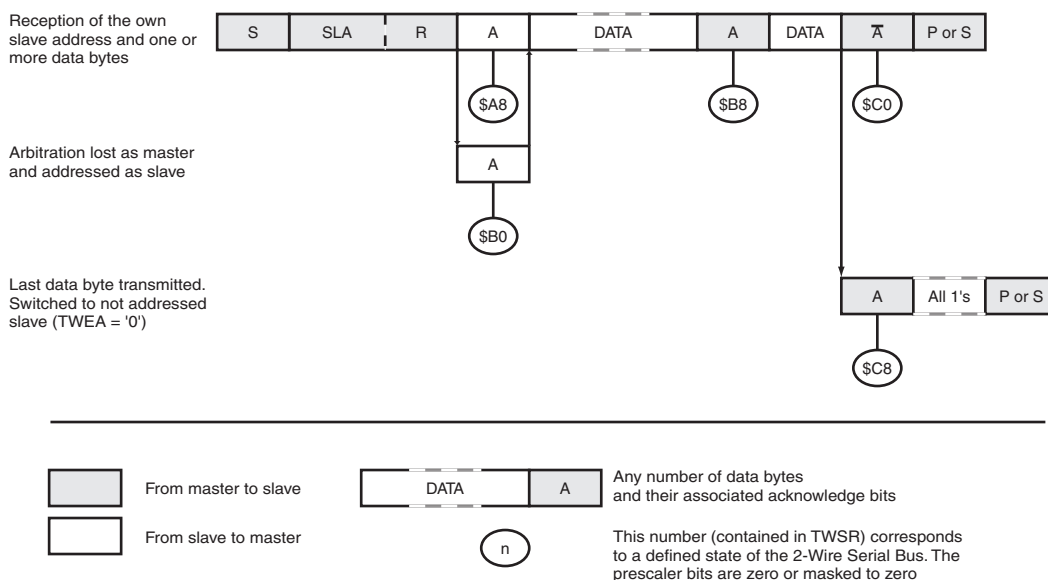 Reception of the own
slave address and one or
more data bytes
S SLA R A DATA A DATA A̅ P or S
$A8 $B8 $C0
Arbitration lost as master
and addressed as slave
A
$B0
Last data byte transmitted.
Switched to not addressed
slave (TWEA = '0')
A All 1's P or S
$C8
From master to slave
From slave to master
DATA A
Any number of data bytes
and their associated acknowledge bits
n
This number (contained in TWSR) corresponds
to a defined state of the 2-Wire Serial Bus. The
prescaler bits are zero or masked to zero